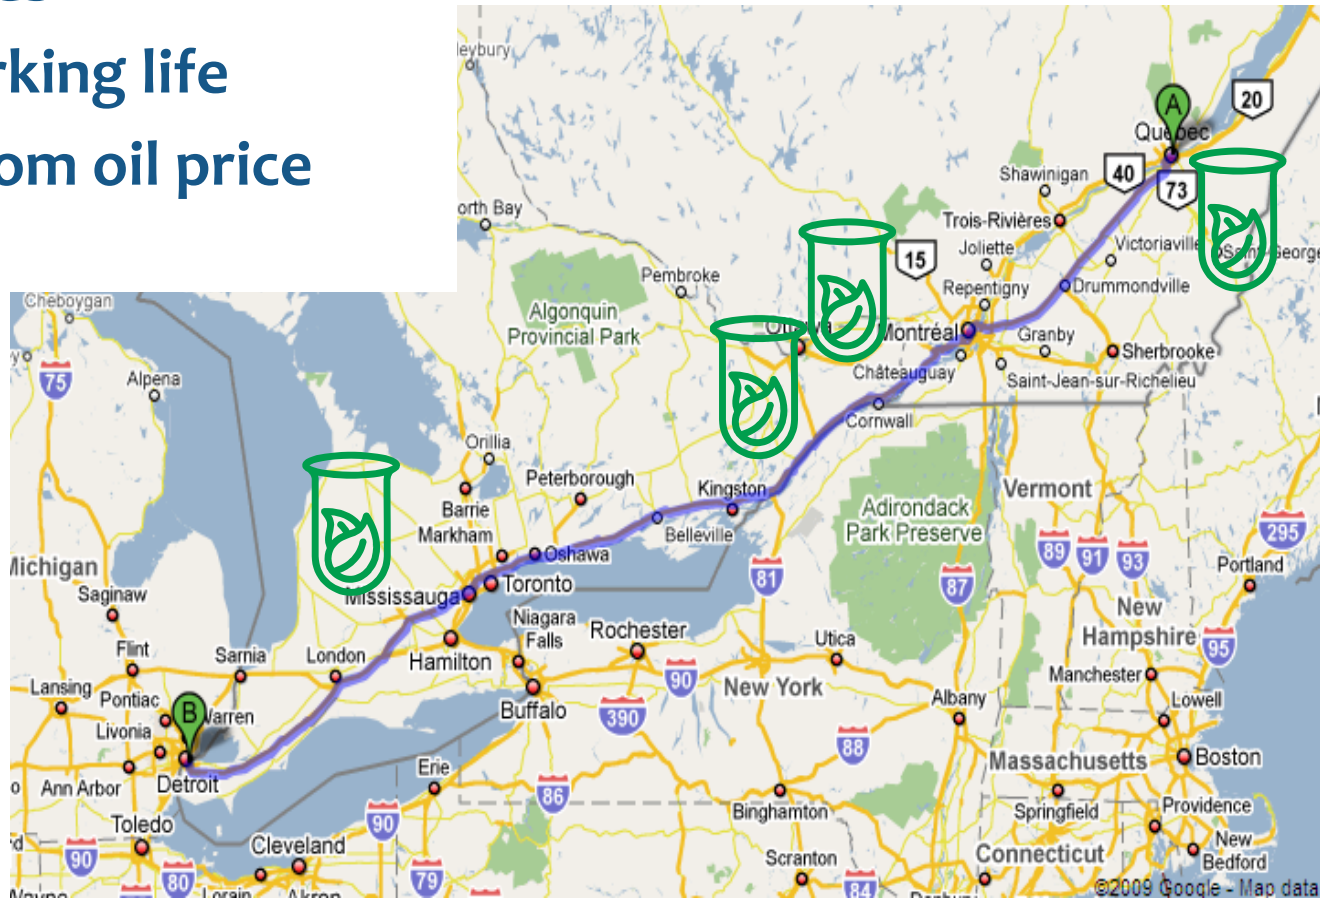 life
om oil price
20
A
Québec
Shawinigan
40
73
North Bay
Trois-Rivières
Victoriaville
15
Joliette
Pembroke
Repentigny
Drummondville
Cheboygan
Algonquin
Provincial Park
Montréal
Granby
Sherbrooke
75
Alpena
Châteauguay
Saint-Jean-sur-Richelieu
Cornwall
Orillia
Peterborough
Kingston
Vermont
Barrie
Adirondack
Park Preserve
Markham
Belleville
295
89
91
93
Oshawa
Michigan
81
87
Portland
Saginaw
Mississauga
Toronto
New
Hampshire
Niagara
Falls
Rochester
Utica
95
Flint
Sarnia
London
Hamilton
Manchester
90
New York
Lansing
Pontiac
Albany
Lowell
B
Warren
Buffalo
390
Livonia
88
Boston
Massachusetts
Erie
Ann Arbor
Detroit
86
Binghamton
Springfield
Providence
Toledo
90
Cleveland
New
Bedford
90
Scranton
Connecticut
80
79
84
Lorain
Akron
©2009 Google - Map data